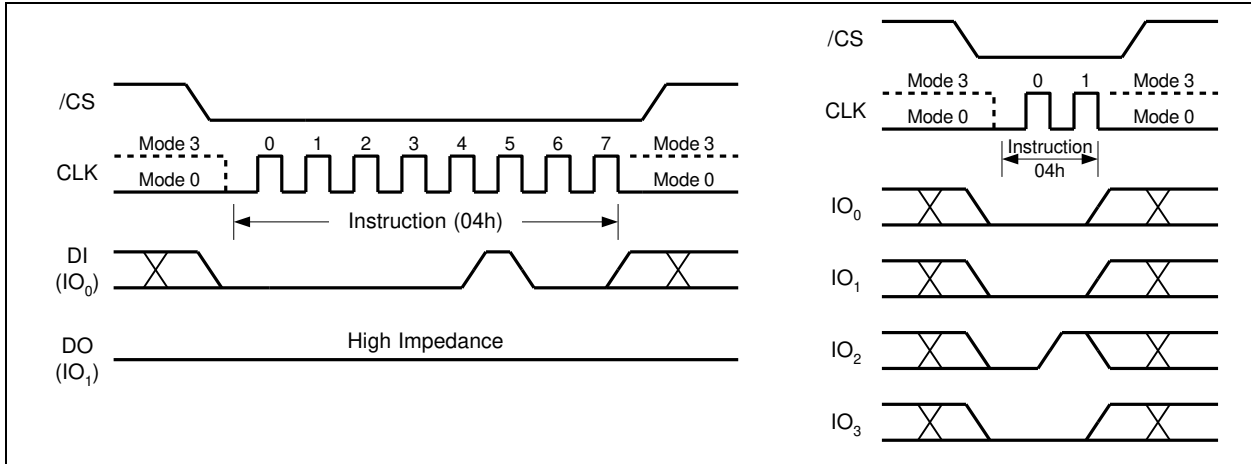 /CS
Mode 3 0 1 2 3 4 5 6 7 Mode 3
CLK
Mode 0 Mode 0
Instruction (04h)
DI
(IO0)
High Impedance
DO
(IO1)
/CS
Mode 3 0 1 Mode 3
CLK
Mode 0 Mode 0
Instruction
04h
IO0
IO1
IO2
IO3